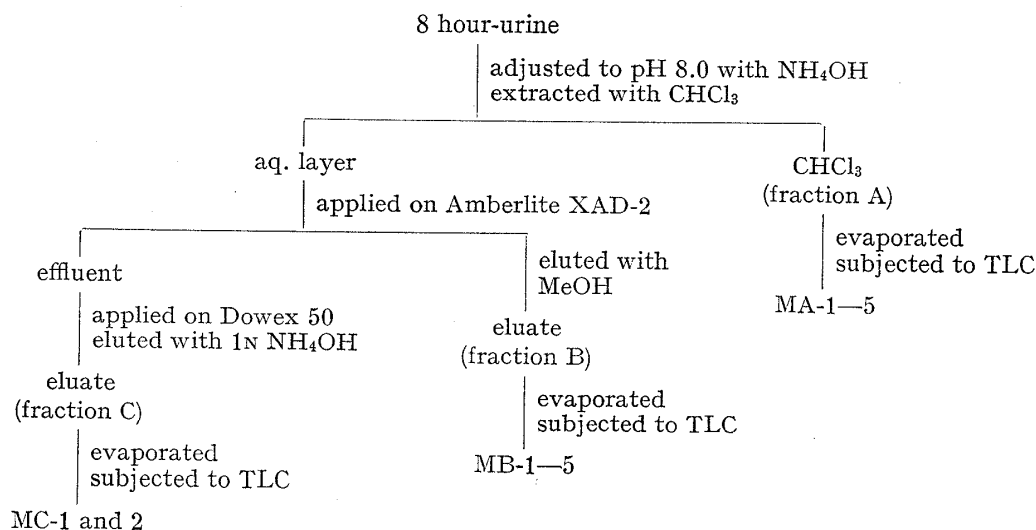 8 hour-urine
adjusted to pH 8.0 with NH₄OH
extracted with CHCl₃
aq. layer
CHCl₃
(fraction A)
applied on Amberlite XAD-2
evaporated
subjected to TLC
MA-1—5
effluent
eluted with
MeOH
applied on Dowex 50
eluted with 1N NH₄OH
eluate
(fraction B)
eluate
(fraction C)
evaporated
subjected to TLC
MB-1—5
evaporated
subjected to TLC
MC-1 and 2